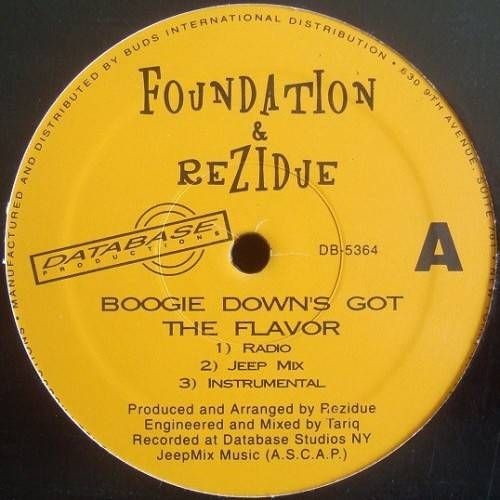 MANUFACTURED AND DISTRIBUTED BY BUDS INTERNATIONAL DISTRIBUTION • 630 9TH AVENUE, SUITE
FOUNDATION
&
REZIDUE
DATABASE
PRODUCTIONS
DB-5364
A
BOOGIE DOWN'S GOT
THE FLAVOR
1) RADIO
2) JEEP MIX
3) INSTRUMENTAL
Produced and Arranged by Rezidue
Engineered and Mixed by Tariq
Recorded at Database Studios NY
JeepMix Music (A.S.C.A.P.)